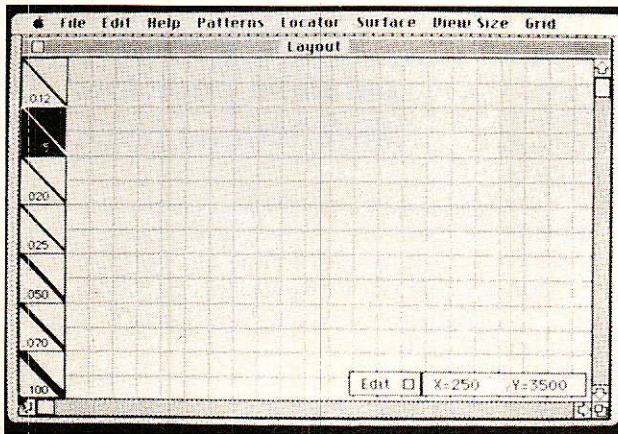 File Edit Help Patterns Locator Surface View Size Grid
Layout
.012
.020
.025
.050
.070
.100
Edit X=250 Y=3500